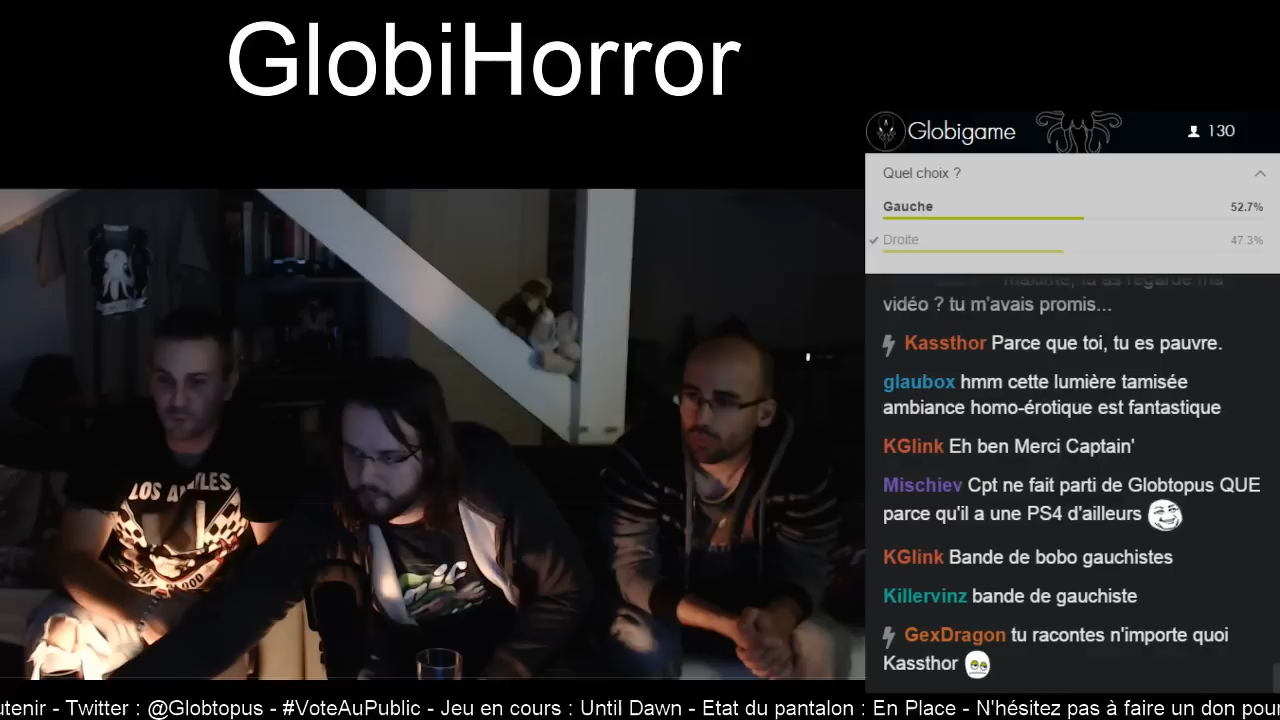 GlobiHorror
Globigame
130
Quel choix ?
Gauche 52.7%
Droite 47.3%
vidéo ? tu m'avais promis...
Kassthor Parce que toi, tu es pauvre.
glaubox hmm cette lumière tamisée
ambiance homo-érotique est fantastique
KGlink Eh ben Merci Captain'
Mischiev Cpt ne fait parti de Globtopus QUE
parce qu'il a une PS4 d'ailleurs
KGlink Bande de bobo gauchistes
Killervinz bande de gauchiste
GexDragon tu racontes n'importe quoi
Kassthor
LOS
utenir - Twitter : @Globtopus - #VoteAuPublic - Jeu en cours : Until Dawn - Etat du pantalon : En Place - N'hésitez pas à faire un don pour